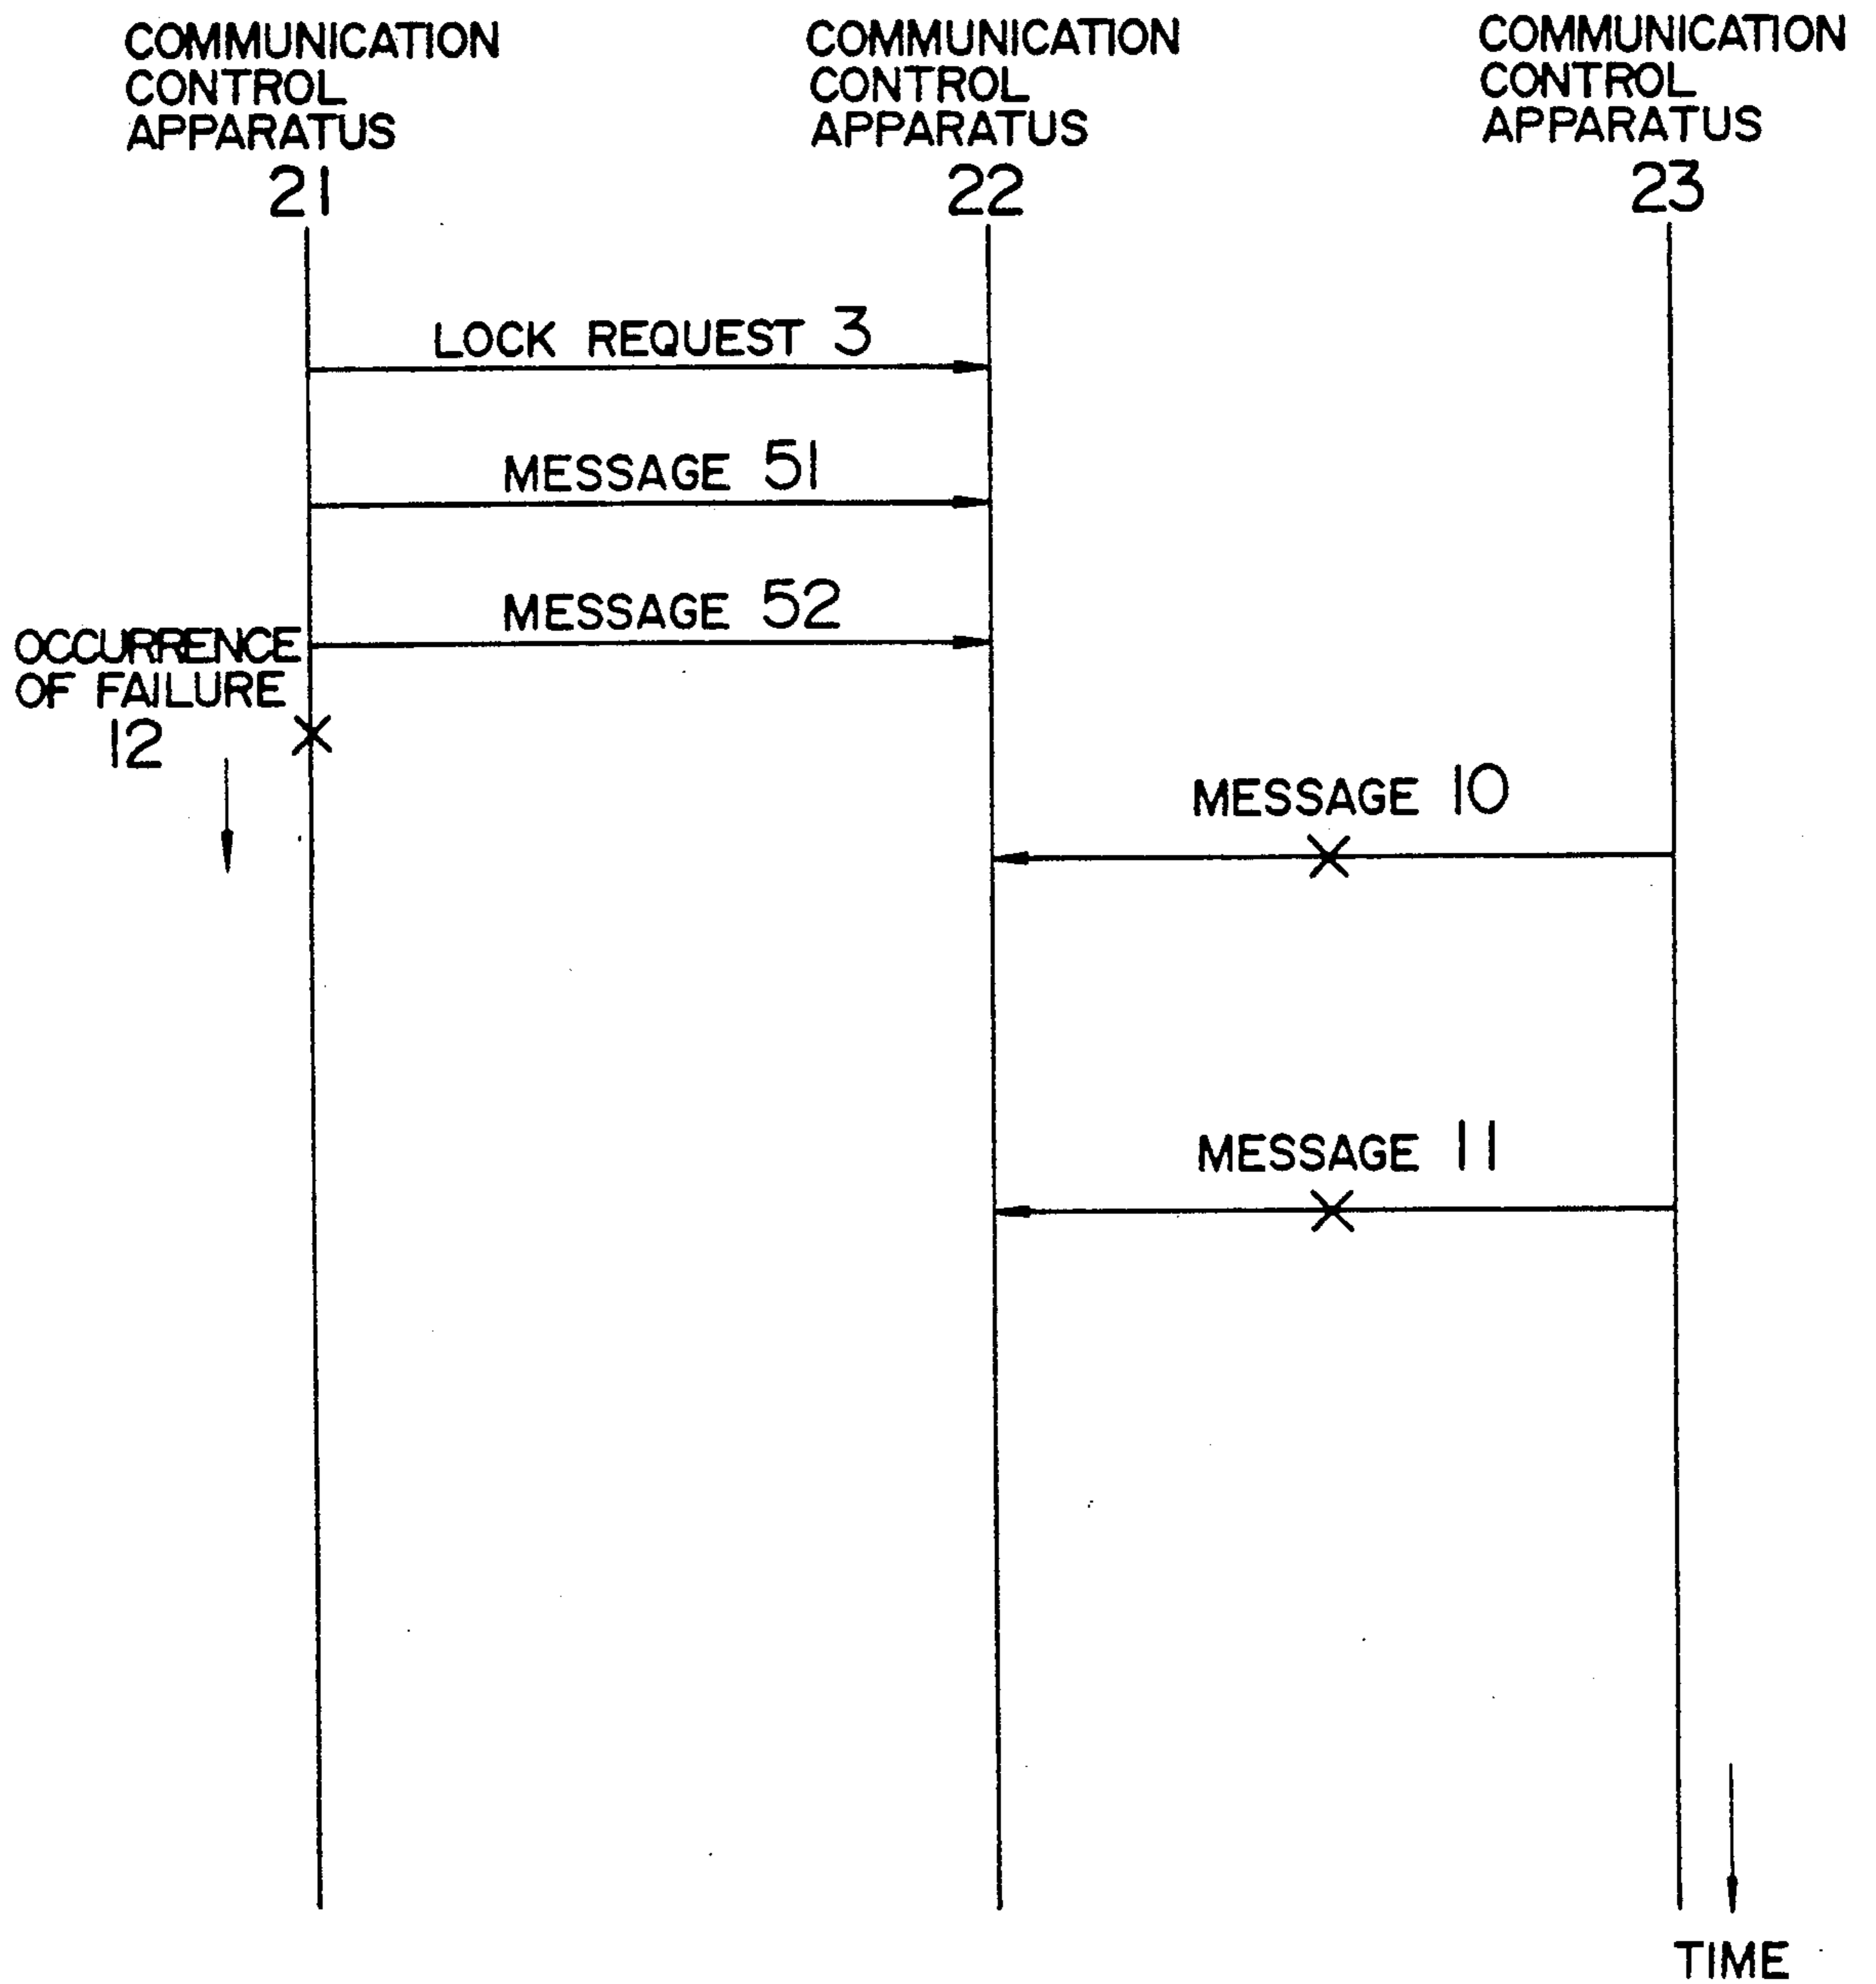 COMMUNICATION
CONTROL
APPARATUS
21
COMMUNICATION
CONTROL
APPARATUS
22
COMMUNICATION
CONTROL
APPARATUS
23
LOCK REQUEST 3
MESSAGE 51
MESSAGE 52
OCCURRENCE
OF FAILURE
12
MESSAGE 10
MESSAGE 11
TIME